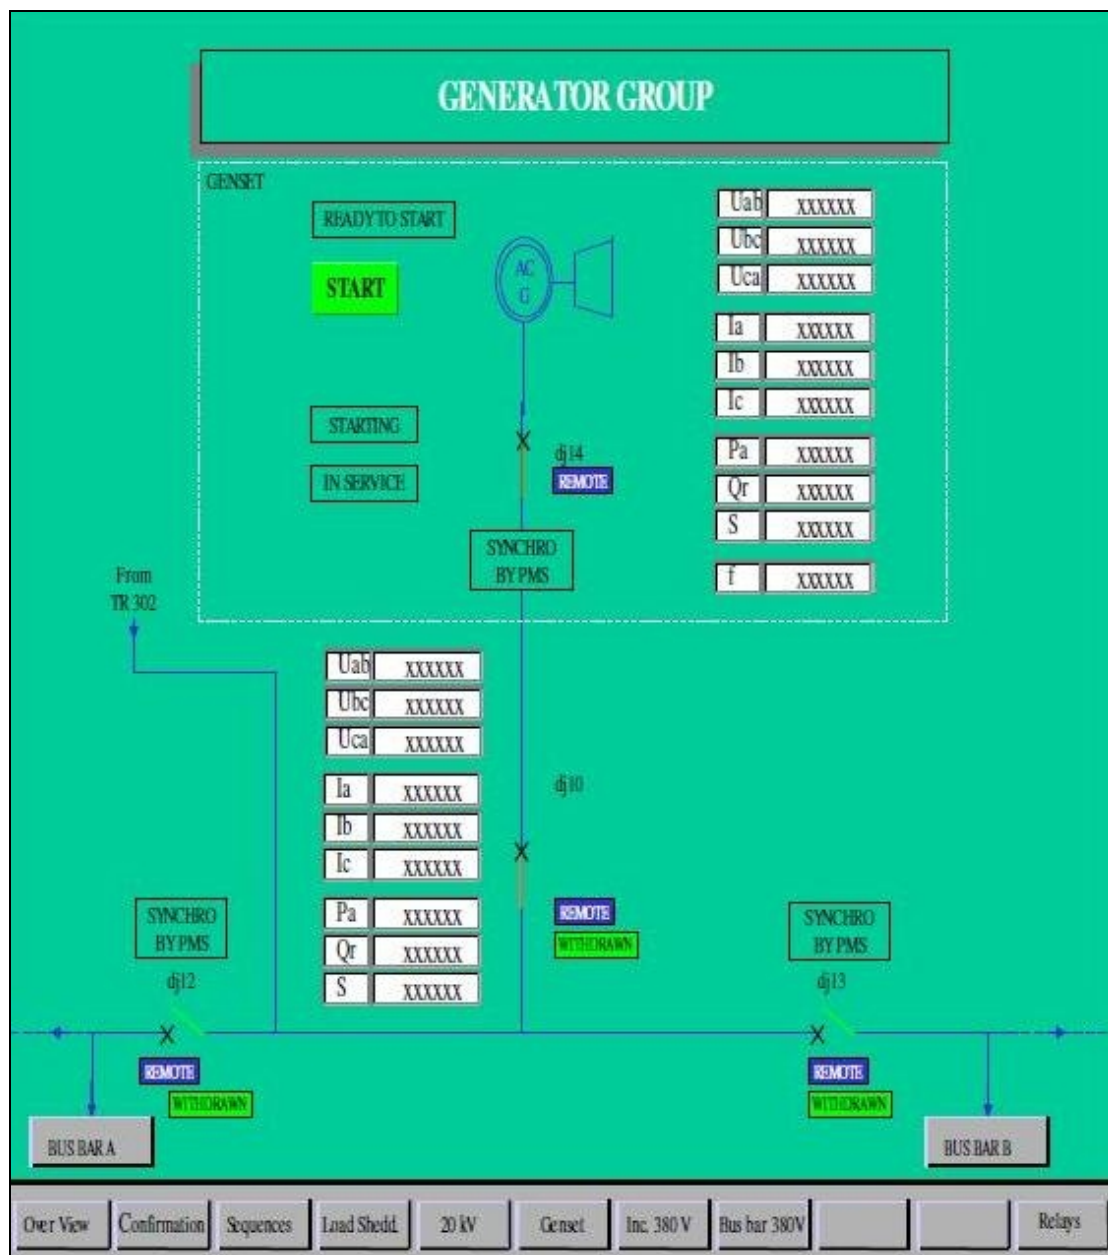 GENERATOR GROUP
GENSET
READY TO START
START
AC
G
STARTING
IN SERVICE
dj14
REMOTE
SYNCHRO
BY PMS
Uab XXXXXX
Ubc XXXXXX
Uca XXXXXX
Ia XXXXXX
Ib XXXXXX
Ic XXXXXX
Pa XXXXXX
Qr XXXXXX
S XXXXXX
f XXXXXX
From
TR 302
Uab XXXXXX
Ubc XXXXXX
Uca XXXXXX
Ia XXXXXX
Ib XXXXXX
Ic XXXXXX
Pa XXXXXX
Qr XXXXXX
S XXXXXX
dj10
REMOTE
WITHDRAWN
SYNCHRO
BY PMS
dj12
REMOTE
WITHDRAWN
BUS BAR A
SYNCHRO
BY PMS
dj13
REMOTE
WITHDRAWN
BUS BAR B
Over View Confirmation Sequences Load Shedd. 20 kV Genset Inc. 380 V Bus bar 380V Relays